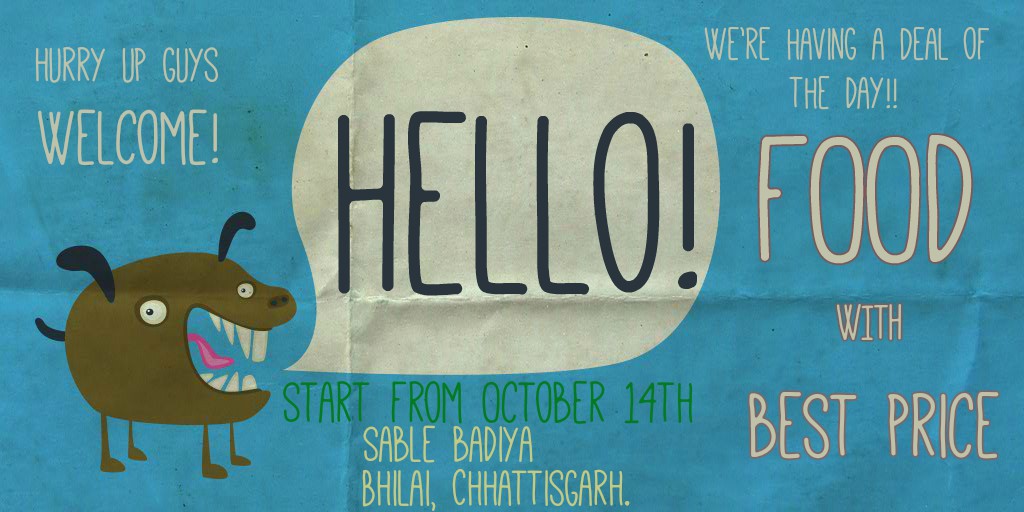 HURRY UP GUYS
WELCOME!
HELLO!
WE'RE HAVING A DEAL OF
THE DAY!!
FOOD
WITH
BEST PRICE
START FROM OCTOBER 14TH
SABLE BADIYA
BHILAI, CHHATTISGARH.